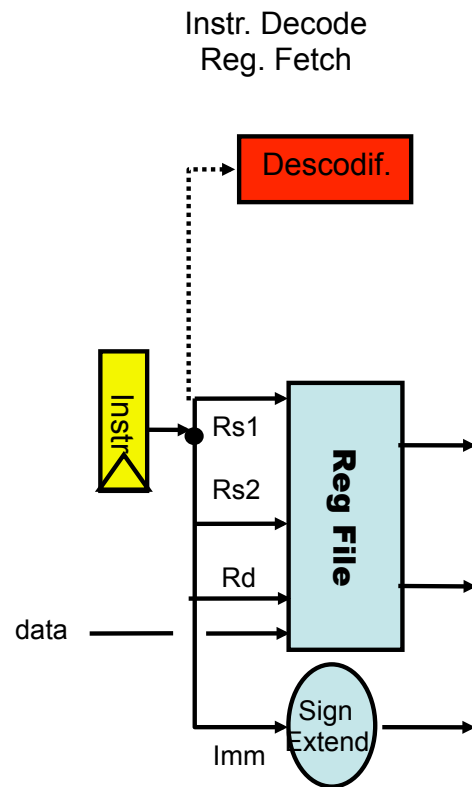 Instr. Decode
Reg. Fetch
Descodif.
Instr
Rs1
Rs2
Reg File
Rd
data
Sign
Extend
Imm